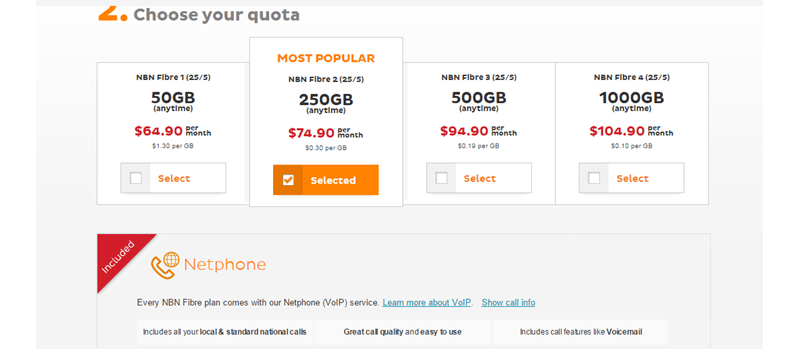 2. Choose your quota
MOST POPULAR
NBN Fibre 1 (25/5)
50GB
(anytime)
$64.90 per month
$1.30 per GB
Select
NBN Fibre 2 (25/5)
250GB
(anytime)
$74.90 per month
$0.30 per GB
Selected
NBN Fibre 3 (25/5)
500GB
(anytime)
$94.90 per month
$0.19 per GB
Select
NBN Fibre 4 (25/5)
1000GB
(anytime)
$104.90 per month
$0.10 per GB
Select
Included
Netphone
Every NBN Fibre plan comes with our Netphone (VoIP) service. Learn more about VoIP. Show call info
Includes all your local & standard national calls
Great call quality and easy to use
Includes call features like Voicemail